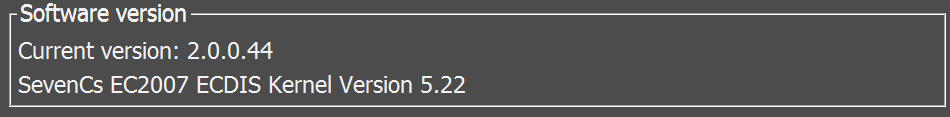 Software version
Current version: 2.0.0.44
SevenCs EC2007 ECDIS Kernel Version 5.22